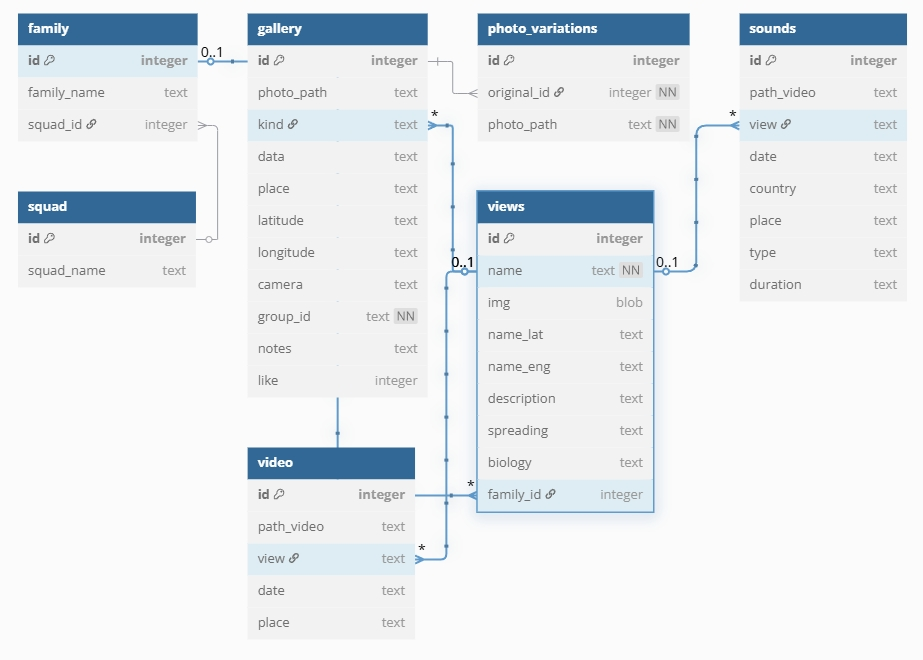 family
id integer
family_name text
squad_id integer
0..1
squad
id integer
squad_name text
gallery
id integer
photo_path text
kind text
*
data text
place text
latitude text
longitude text
camera text
group_id text NN
notes text
like integer
video
id integer
path_video text
view text
*
date text
place text
photo_variations
id integer
original_id integer NN
photo_path text NN
views
id integer
0..1
name text NN
0..1
img blob
name_lat text
name_eng text
description text
spreading text
biology text
*
family_id integer
sounds
id integer
path_video text
*
view text
date text
country text
place text
type text
duration text